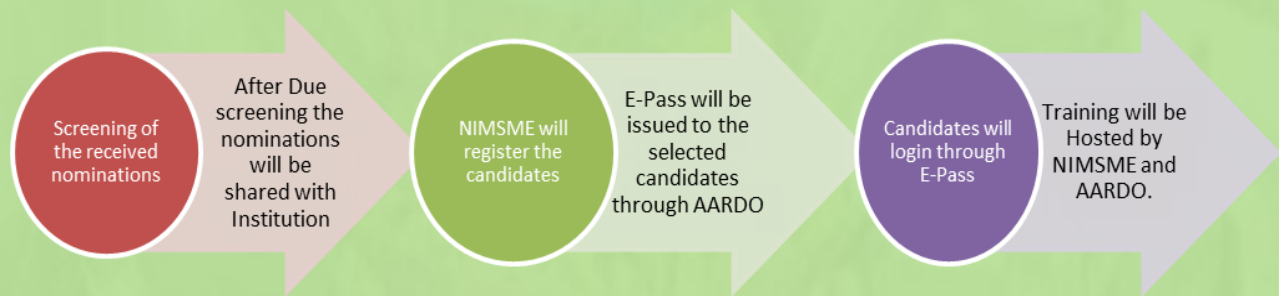 Screening of
the received
nominations
After Due
screening the
nominations
will be
shared with
Institution
NIMSME will
register the
candidates
E-Pass will be
issued to the
selected
candidates
through AARDO
Candidates will
login through
E-Pass
Training will be
Hosted by
NIMSME and
AARDO.